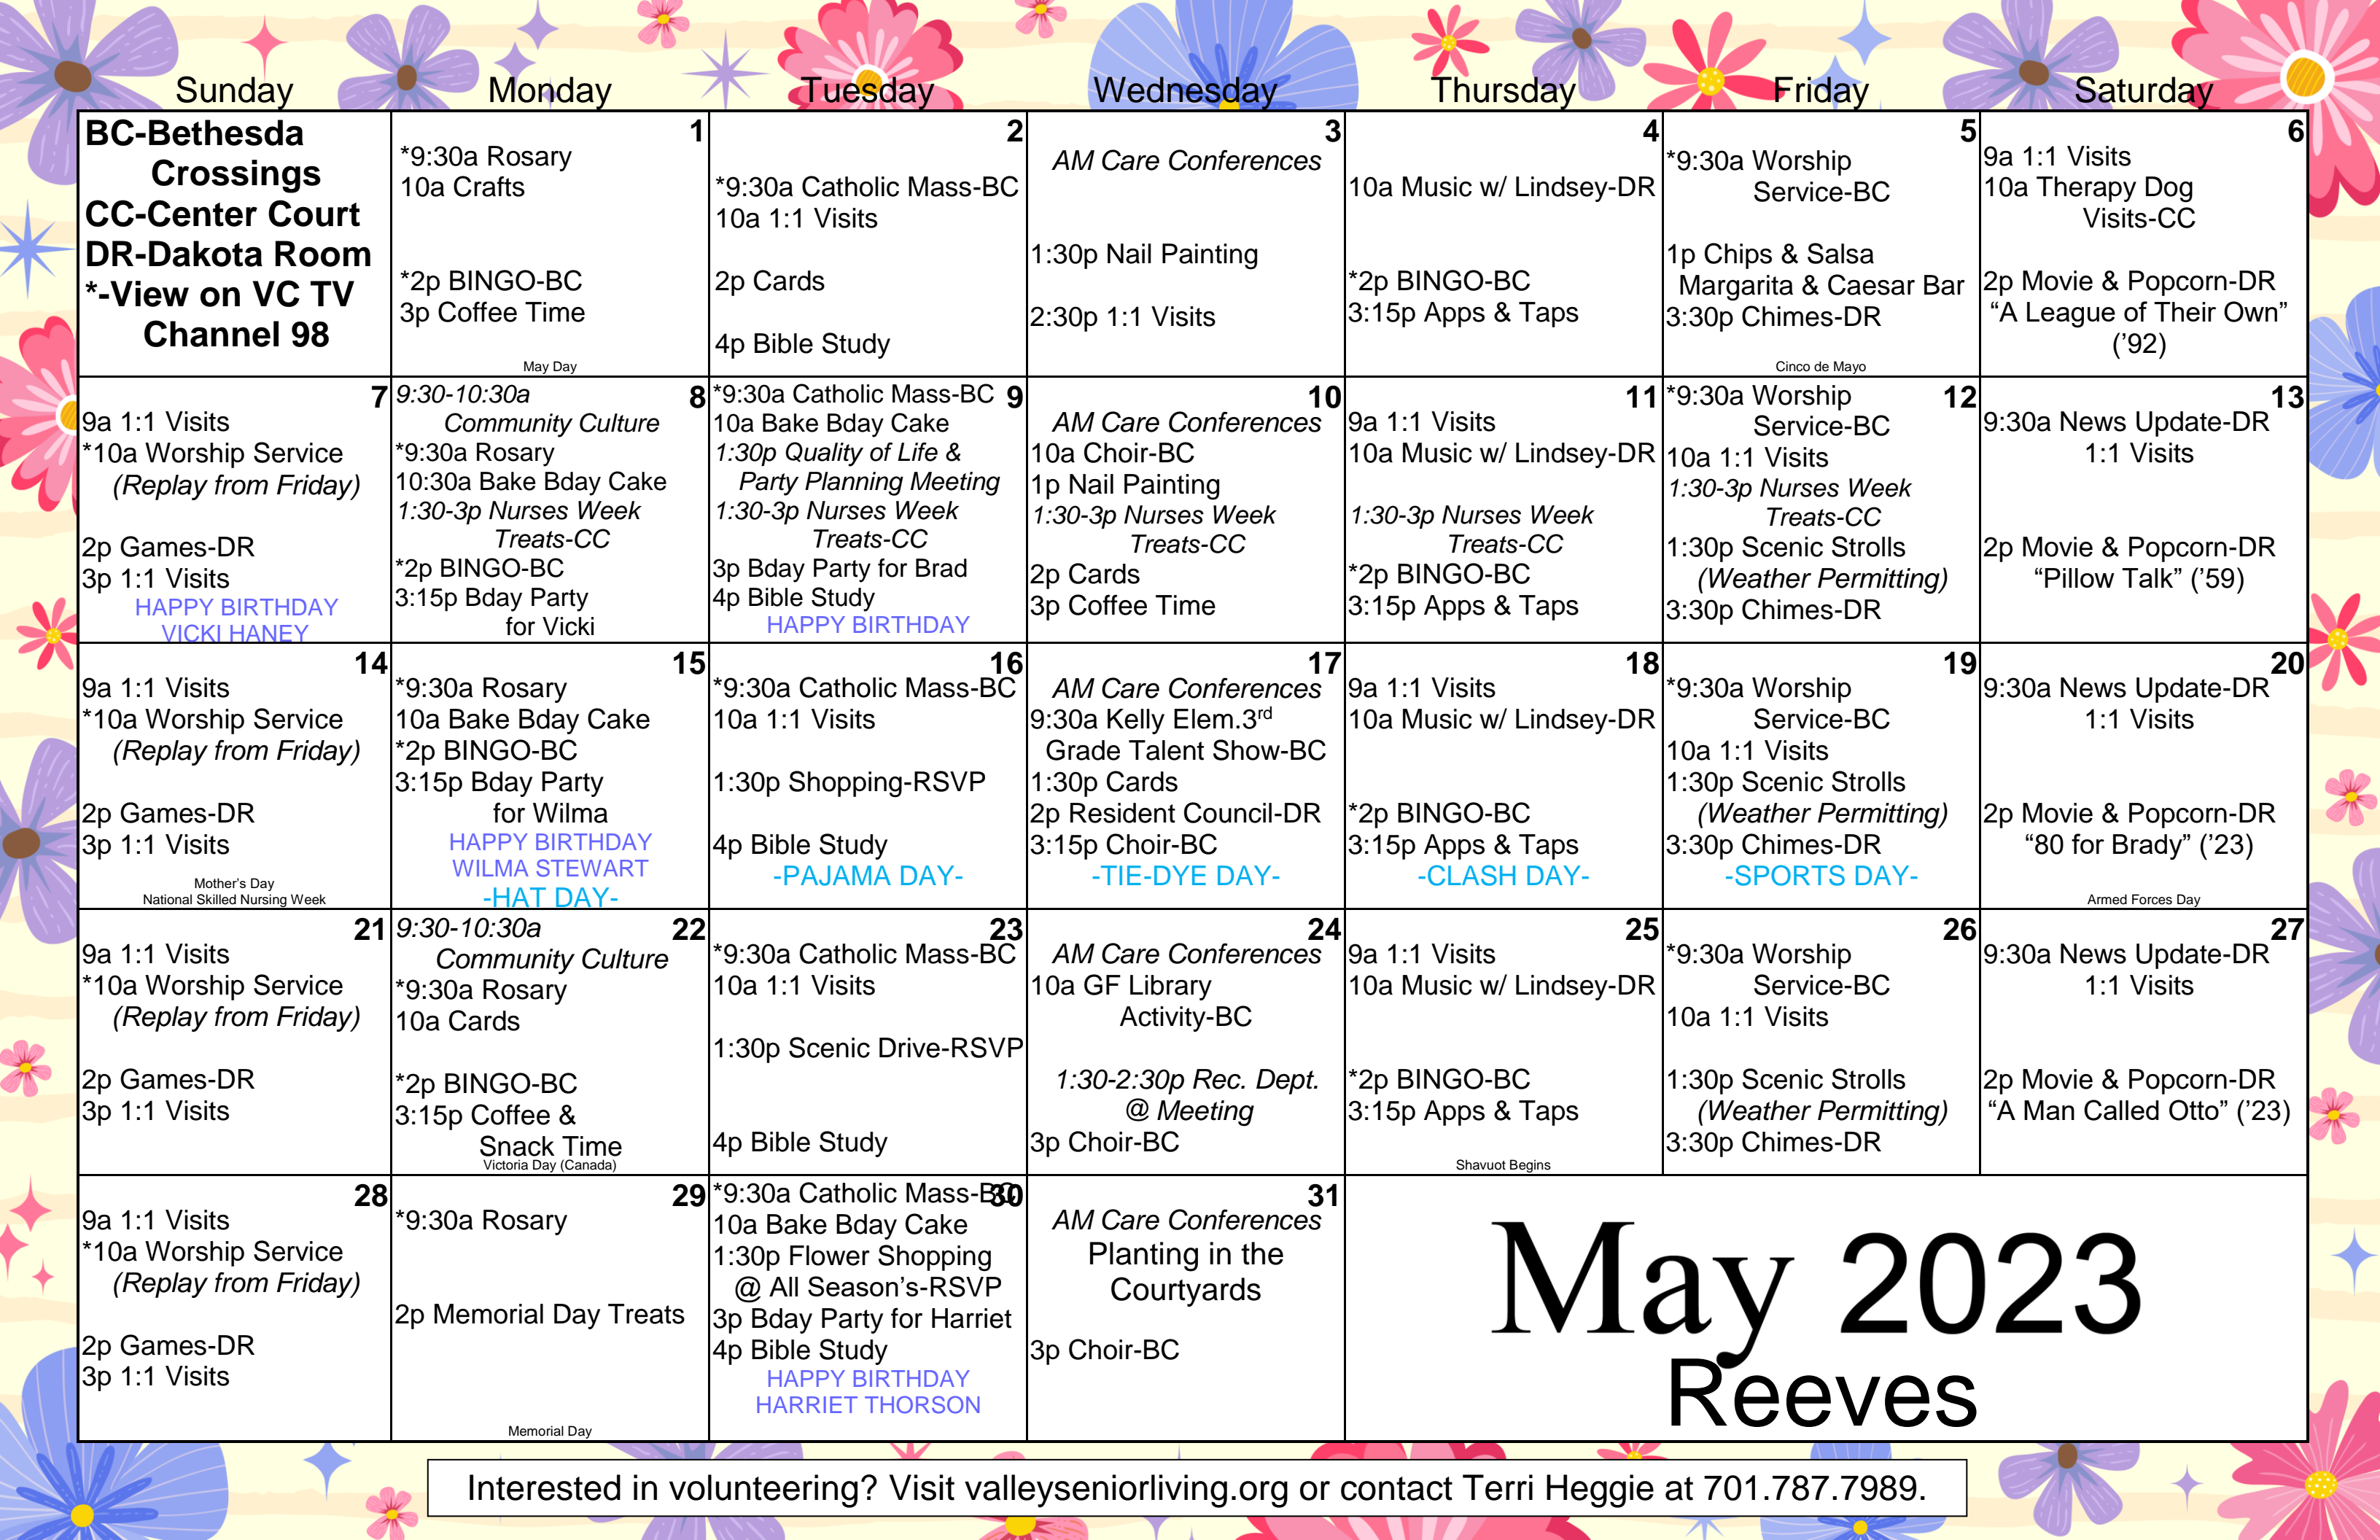 Sunday Monday Tuesday Wednesday Thursday Friday Saturday
BC-Bethesda
Crossings
CC-Center Court
DR-Dakota Room
*-View on VC TV
Channel 98
1
*9:30a Rosary
10a Crafts
*2p BINGO-BC
3p Coffee Time
May Day
2
*9:30a Catholic Mass-BC
10a 1:1 Visits
2p Cards
4p Bible Study
3
AM Care Conferences
1:30p Nail Painting
2:30p 1:1 Visits
4
10a Music w/ Lindsey-DR
*2p BINGO-BC
3:15p Apps & Taps
5
*9:30a Worship
Service-BC
1p Chips & Salsa
Margarita & Caesar Bar
3:30p Chimes-DR
Cinco de Mayo
6
9a 1:1 Visits
10a Therapy Dog
Visits-CC
2p Movie & Popcorn-DR
“A League of Their Own”
(’92)
7
9a 1:1 Visits
*10a Worship Service
(Replay from Friday)
2p Games-DR
3p 1:1 Visits
HAPPY BIRTHDAY
VICKI HANEY
8
9:30-10:30a
Community Culture
*9:30a Rosary
10:30a Bake Bday Cake
1:30-3p Nurses Week
Treats-CC
*2p BINGO-BC
3:15p Bday Party
for Vicki
9
*9:30a Catholic Mass-BC
10a Bake Bday Cake
1:30p Quality of Life &
Party Planning Meeting
1:30-3p Nurses Week
Treats-CC
3p Bday Party for Brad
4p Bible Study
HAPPY BIRTHDAY
10
AM Care Conferences
10a Choir-BC
1p Nail Painting
1:30-3p Nurses Week
Treats-CC
2p Cards
3p Coffee Time
11
9a 1:1 Visits
10a Music w/ Lindsey-DR
1:30-3p Nurses Week
Treats-CC
*2p BINGO-BC
3:15p Apps & Taps
12
*9:30a Worship
Service-BC
10a 1:1 Visits
1:30-3p Nurses Week
Treats-CC
1:30p Scenic Strolls
(Weather Permitting)
3:30p Chimes-DR
13
9:30a News Update-DR
1:1 Visits
2p Movie & Popcorn-DR
“Pillow Talk” (’59)
14
9a 1:1 Visits
*10a Worship Service
(Replay from Friday)
2p Games-DR
3p 1:1 Visits
Mother’s Day
National Skilled Nursing Week
15
*9:30a Rosary
10a Bake Bday Cake
*2p BINGO-BC
3:15p Bday Party
for Wilma
HAPPY BIRTHDAY
WILMA STEWART
-HAT DAY-
16
*9:30a Catholic Mass-BC
10a 1:1 Visits
1:30p Shopping-RSVP
4p Bible Study
-PAJAMA DAY-
17
AM Care Conferences
9:30a Kelly Elem.3rd
Grade Talent Show-BC
1:30p Cards
2p Resident Council-DR
3:15p Choir-BC
-TIE-DYE DAY-
18
9a 1:1 Visits
10a Music w/ Lindsey-DR
*2p BINGO-BC
3:15p Apps & Taps
-CLASH DAY-
19
*9:30a Worship
Service-BC
10a 1:1 Visits
1:30p Scenic Strolls
(Weather Permitting)
3:30p Chimes-DR
-SPORTS DAY-
20
9:30a News Update-DR
1:1 Visits
2p Movie & Popcorn-DR
“80 for Brady” (’23)
Armed Forces Day
21
9a 1:1 Visits
*10a Worship Service
(Replay from Friday)
2p Games-DR
3p 1:1 Visits
22
9:30-10:30a
Community Culture
*9:30a Rosary
10a Cards
*2p BINGO-BC
3:15p Coffee &
Snack Time
Victoria Day (Canada)
23
*9:30a Catholic Mass-BC
10a 1:1 Visits
1:30p Scenic Drive-RSVP
4p Bible Study
24
AM Care Conferences
10a GF Library
Activity-BC
1:30-2:30p Rec. Dept.
@ Meeting
3p Choir-BC
25
9a 1:1 Visits
10a Music w/ Lindsey-DR
*2p BINGO-BC
3:15p Apps & Taps
Shavuot Begins
26
*9:30a Worship
Service-BC
10a 1:1 Visits
1:30p Scenic Strolls
(Weather Permitting)
3:30p Chimes-DR
27
9:30a News Update-DR
1:1 Visits
2p Movie & Popcorn-DR
“A Man Called Otto” (’23)
28
9a 1:1 Visits
*10a Worship Service
(Replay from Friday)
2p Games-DR
3p 1:1 Visits
29
*9:30a Rosary
2p Memorial Day Treats
Memorial Day
30
*9:30a Catholic Mass-BC
10a Bake Bday Cake
1:30p Flower Shopping
@ All Season’s-RSVP
3p Bday Party for Harriet
4p Bible Study
HAPPY BIRTHDAY
HARRIET THORSON
31
AM Care Conferences
Planting in the
Courtyards
3p Choir-BC
May 2023
Reeves
Interested in volunteering? Visit valleyseniorliving.org or contact Terri Heggie at 701.787.7989.